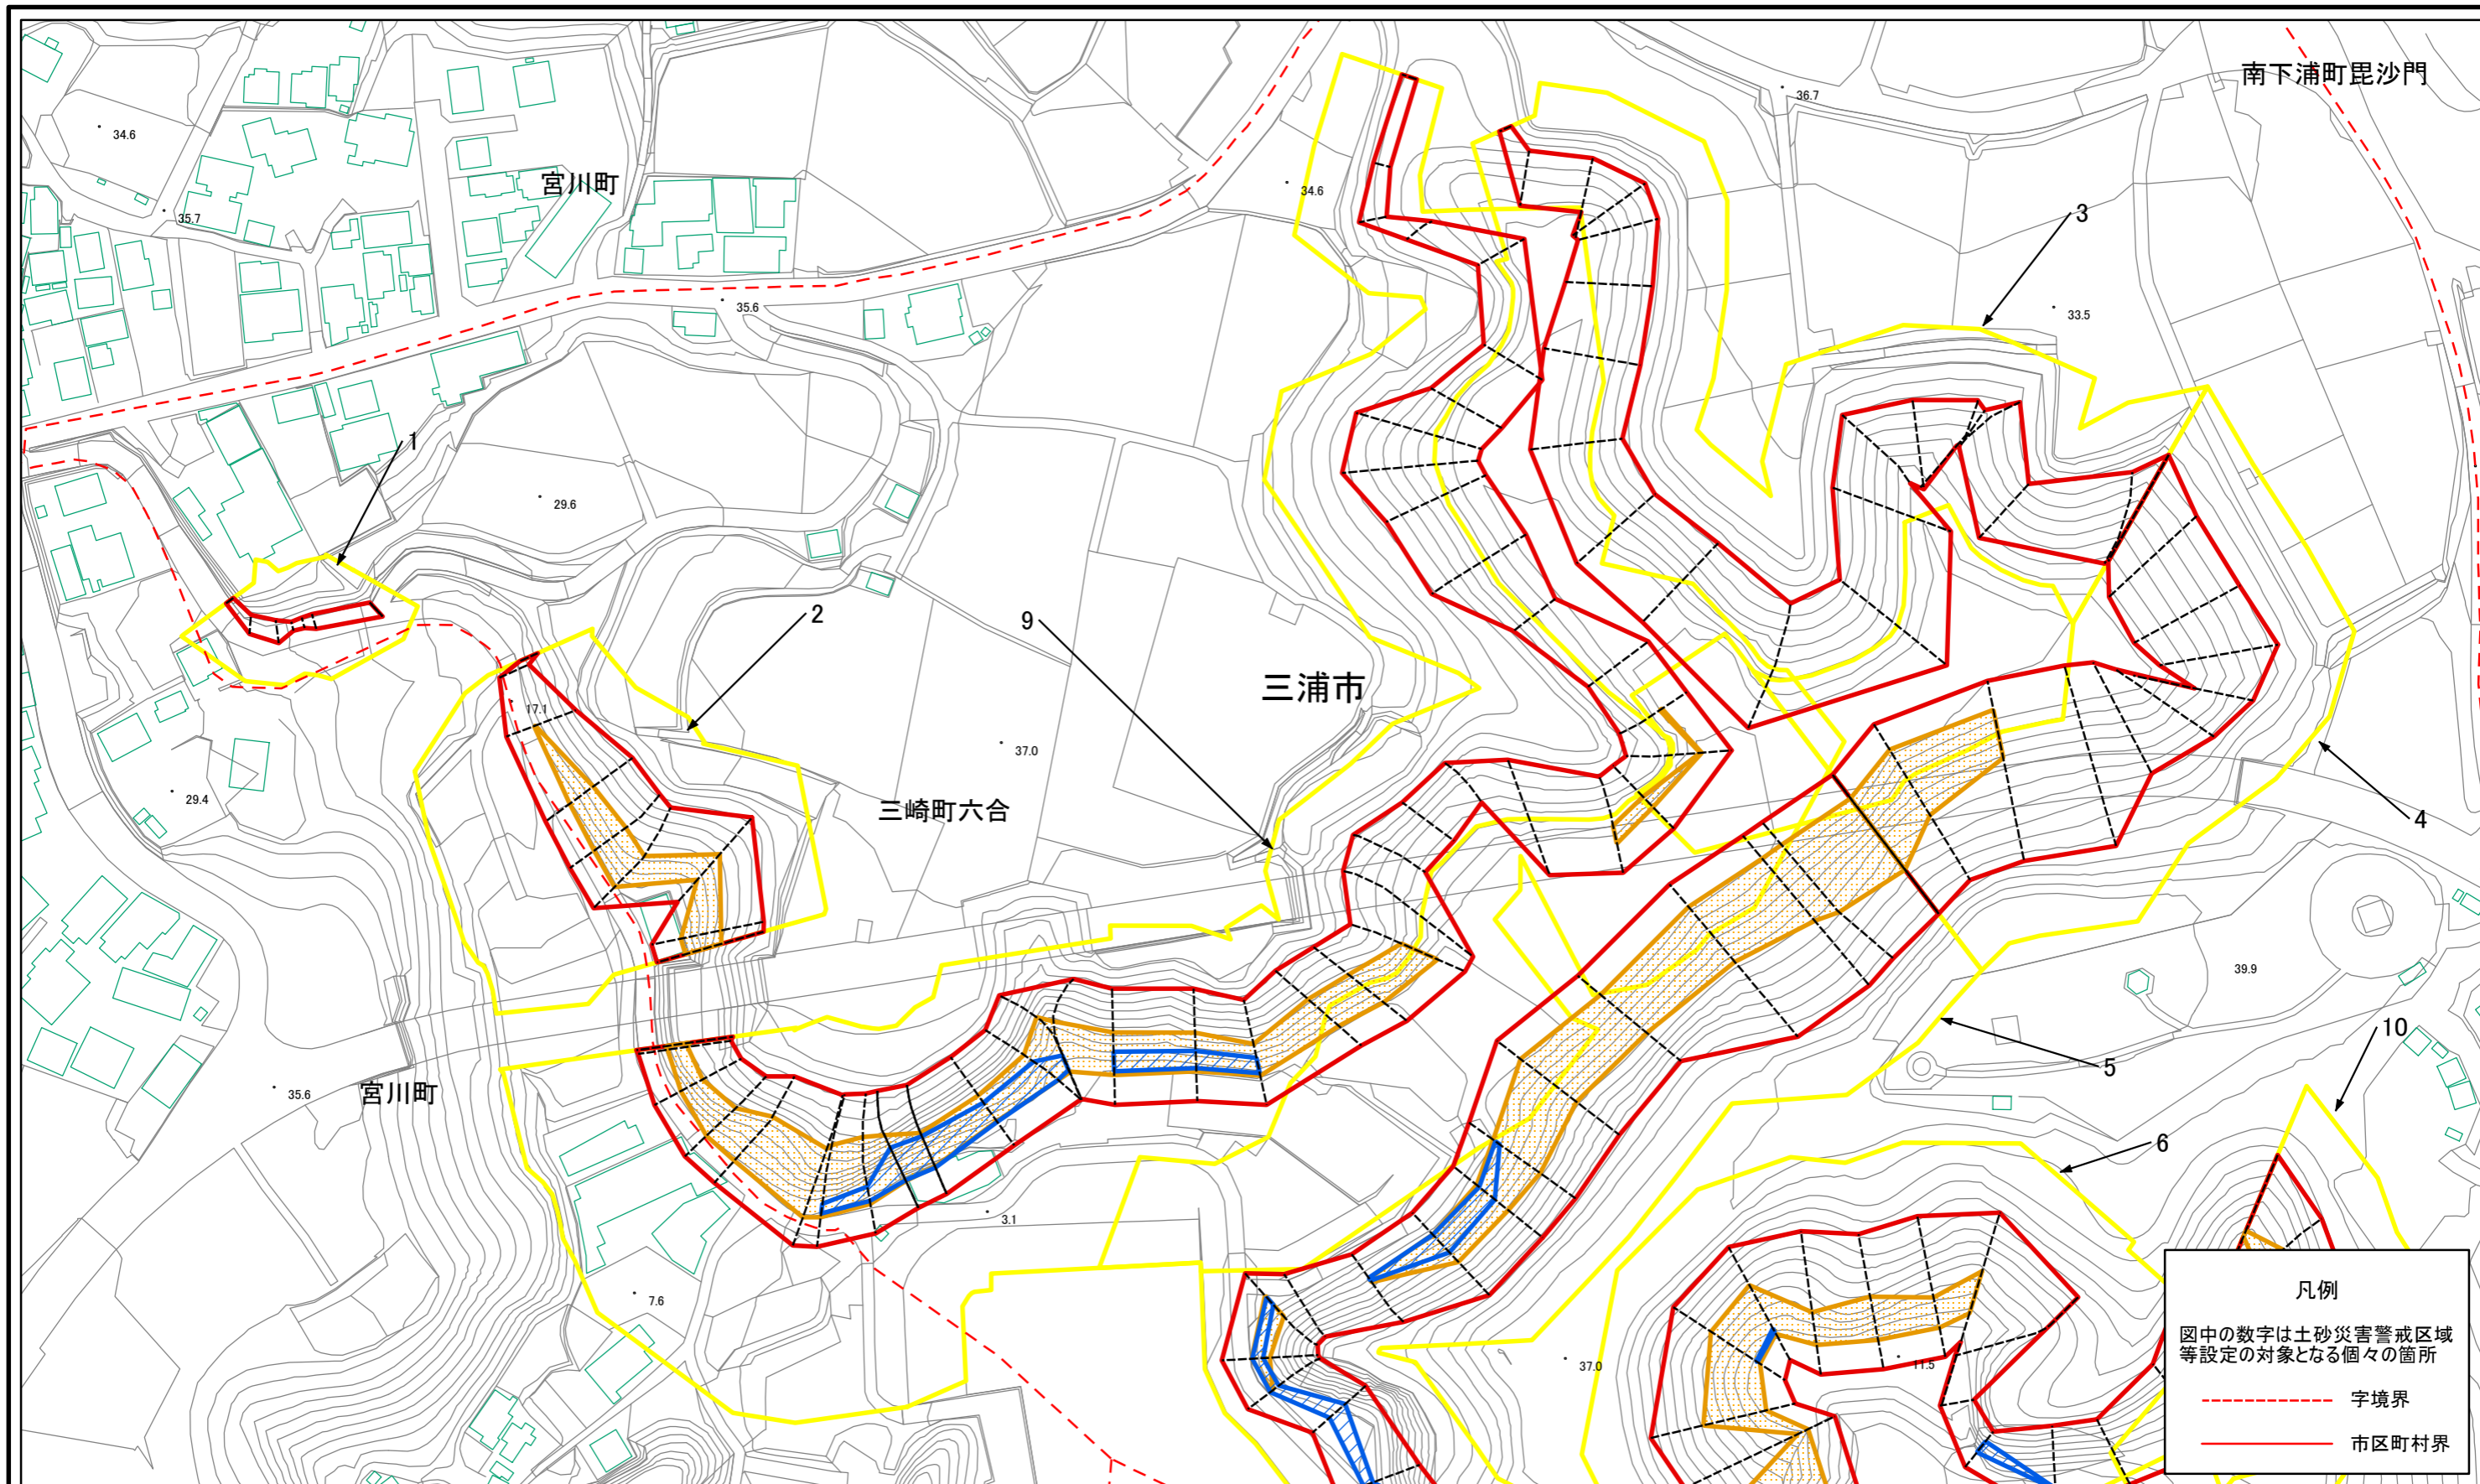 南下浦町毘沙門
36.7
34.6
宮川町
34.6
35.7
3
35.6
33.5
1
29.6
2
9
三浦市
17.1
37.0
29.4
三崎町六合
4
39.9
10
5
35.6
宮川町
6
3.1
7.6
37.0
11.5
凡例
図中の数字は土砂災害警戒区域
等設定の対象となる個々の箇所
字境界
市区町村界